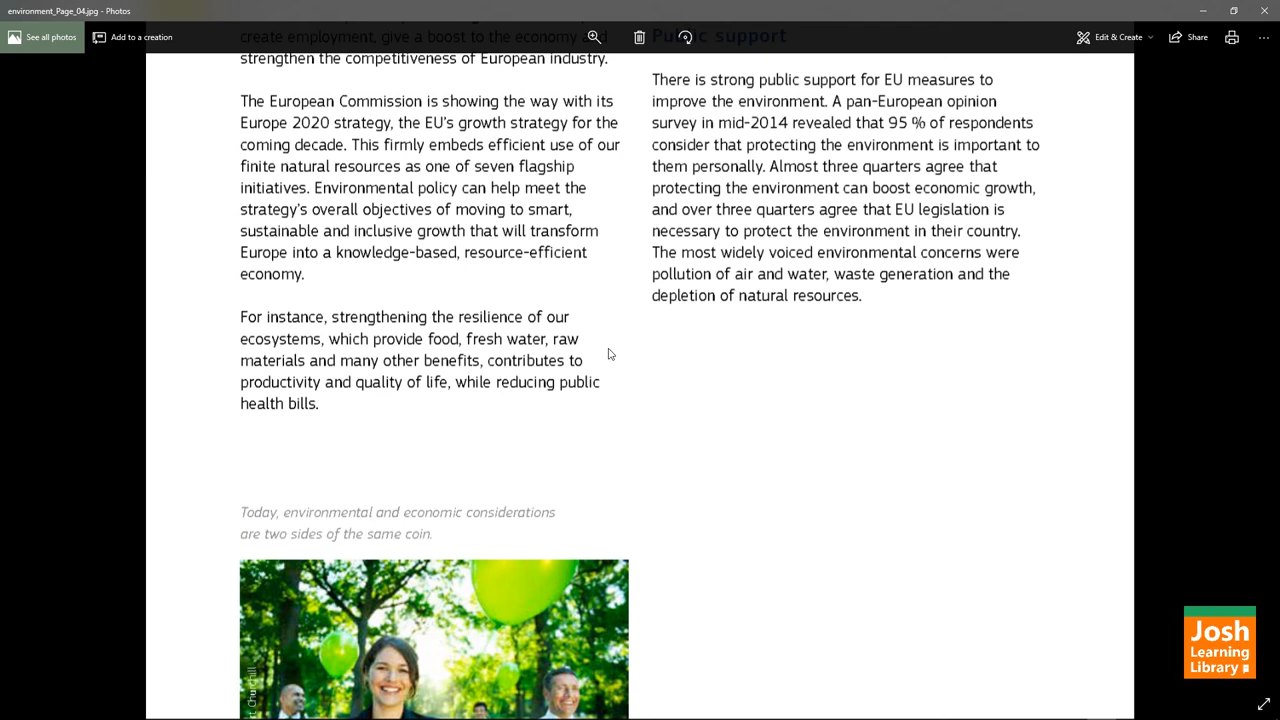 environment_Page_04.jpg - Photos
See all photos
Add to a creation
Edit & Create
Share
create employment, give a boost to the economy and
strengthen the competitiveness of European industry.
The European Commission is showing the way with its
Europe 2020 strategy, the EU's growth strategy for the
coming decade. This firmly embeds efficient use of our
finite natural resources as one of seven flagship
initiatives. Environmental policy can help meet the
strategy's overall objectives of moving to smart,
sustainable and inclusive growth that will transform
Europe into a knowledge-based, resource-efficient
economy.
For instance, strengthening the resilience of our
ecosystems, which provide food, fresh water, raw
materials and many other benefits, contributes to
productivity and quality of life, while reducing public
health bills.
Today, environmental and economic considerations
are two sides of the same coin.
Public support
There is strong public support for EU measures to
improve the environment. A pan-European opinion
survey in mid-2014 revealed that 95 % of respondents
consider that protecting the environment is important to
them personally. Almost three quarters agree that
protecting the environment can boost economic growth,
and over three quarters agree that EU legislation is
necessary to protect the environment in their country.
The most widely voiced environmental concerns were
pollution of air and water, waste generation and the
depletion of natural resources.
Churchill
Josh
Learning
Library